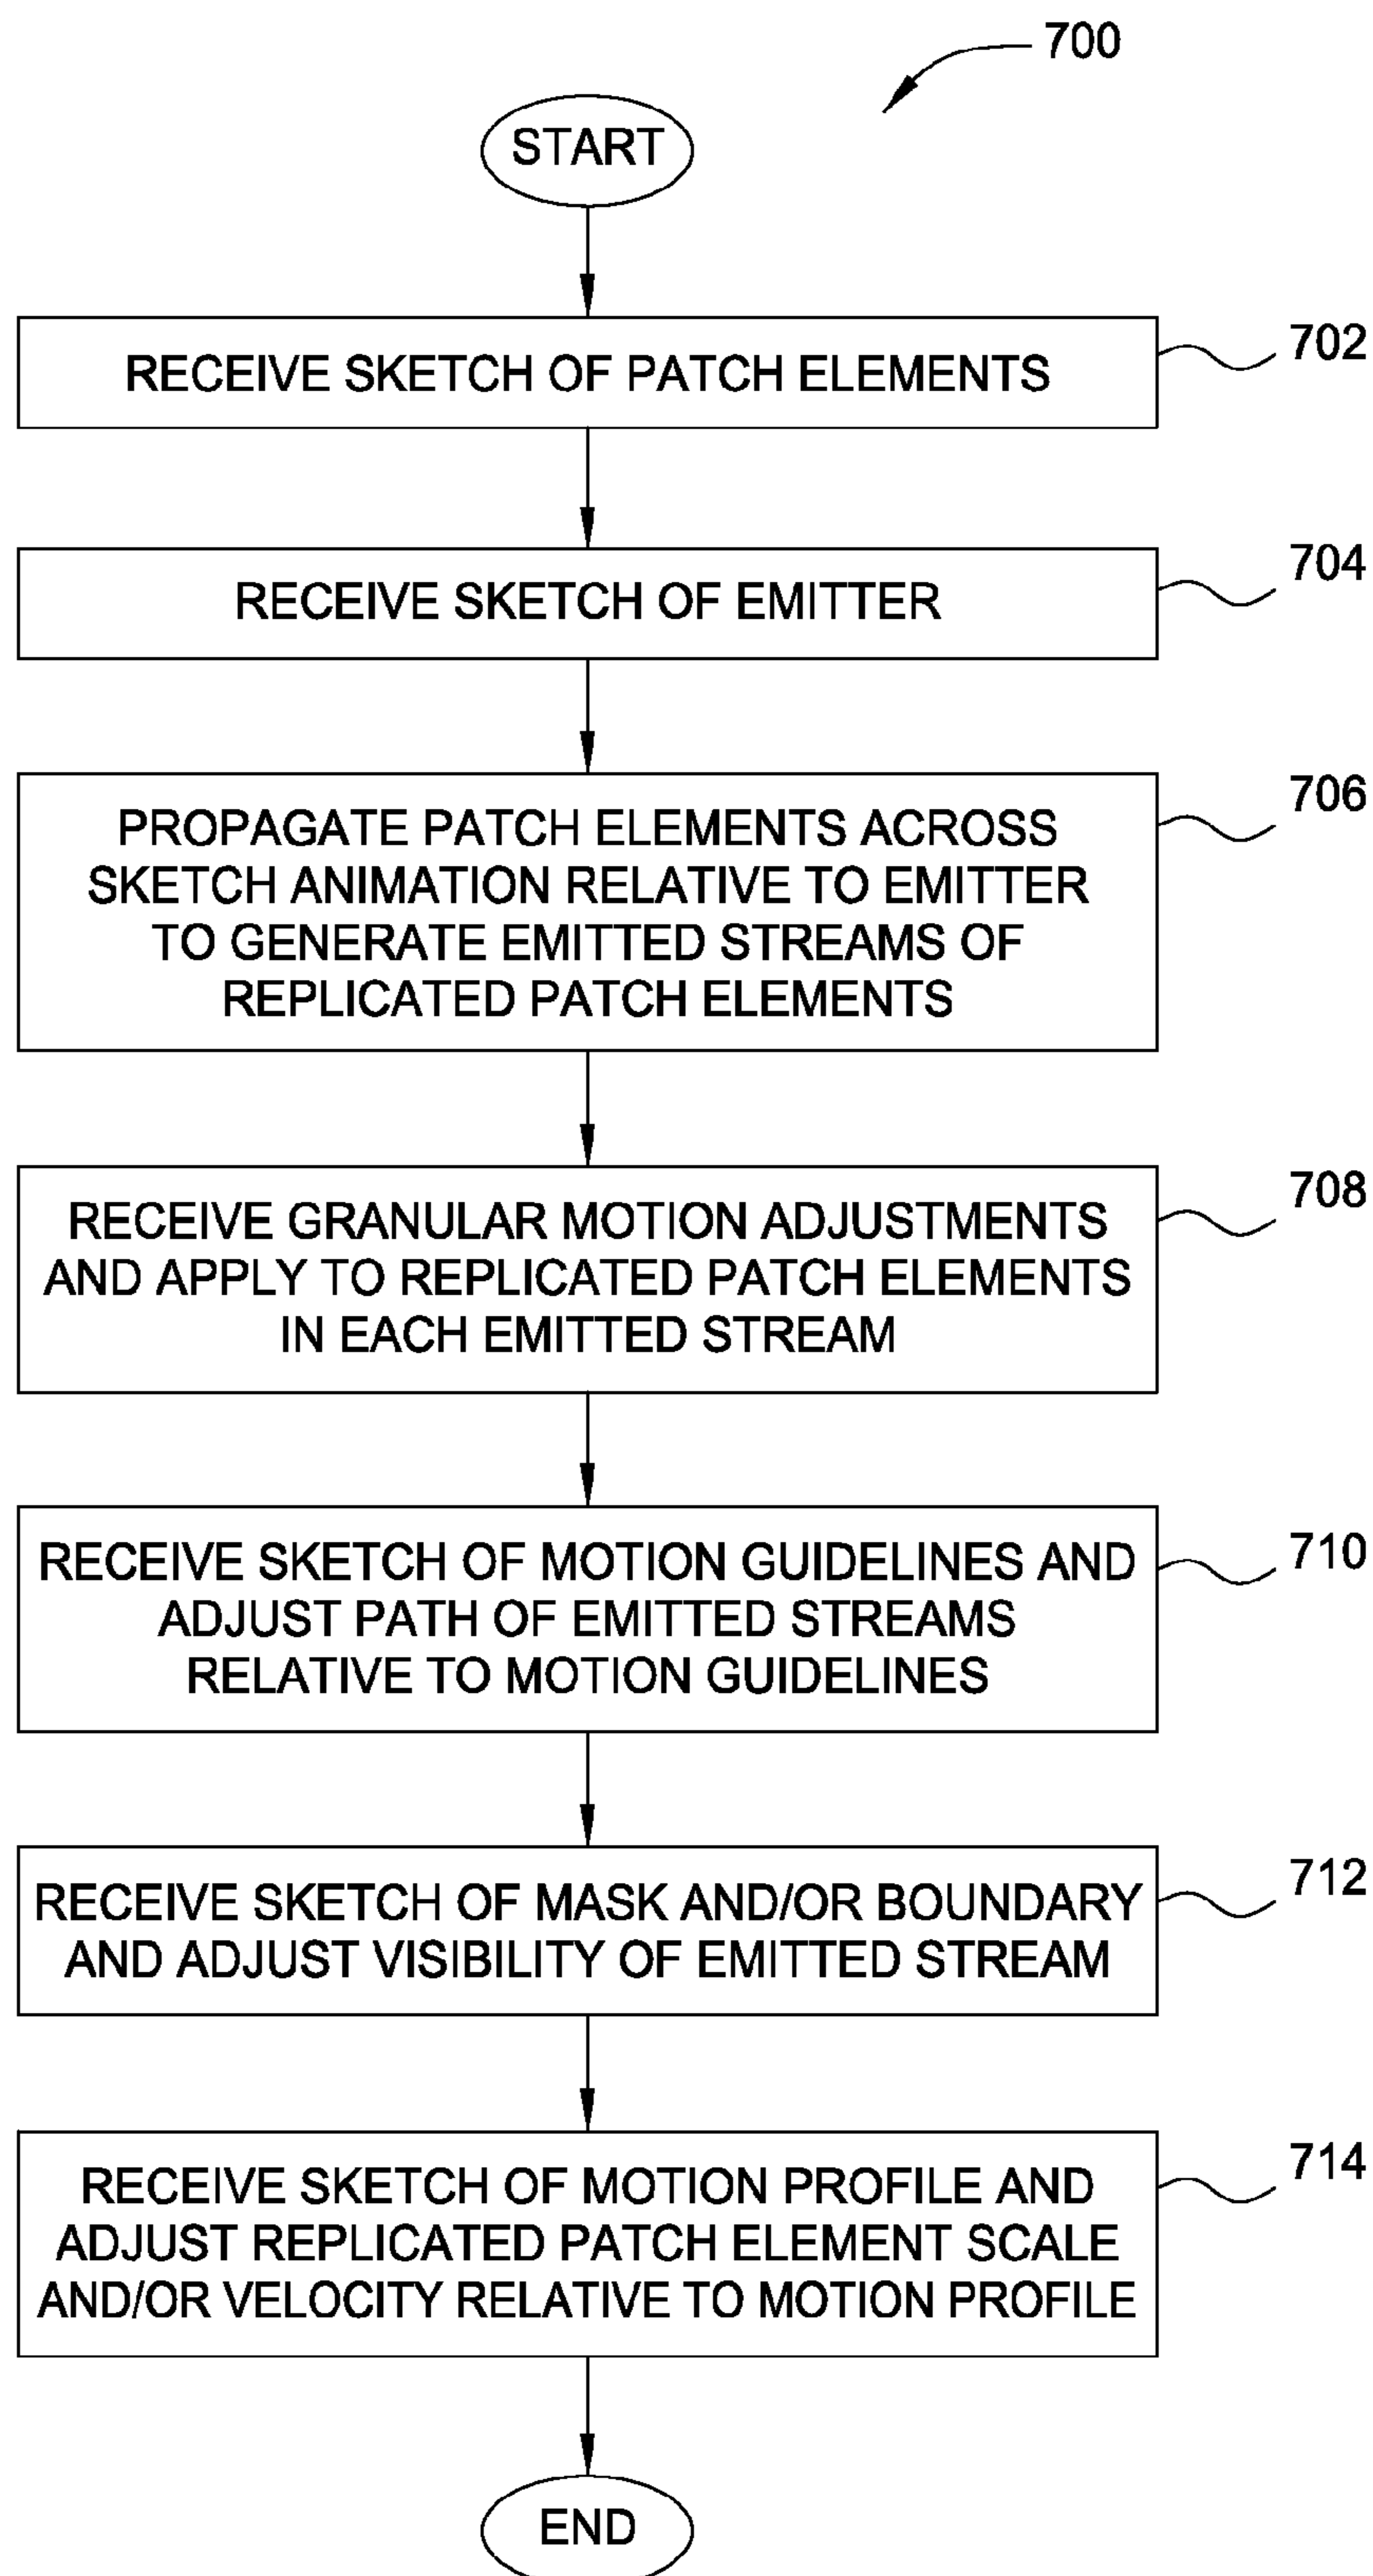 700
START
RECEIVE SKETCH OF PATCH ELEMENTS
702
RECEIVE SKETCH OF EMITTER
704
PROPAGATE PATCH ELEMENTS ACROSS
SKETCH ANIMATION RELATIVE TO EMITTER
TO GENERATE EMITTED STREAMS OF
REPLICATED PATCH ELEMENTS
706
RECEIVE GRANULAR MOTION ADJUSTMENTS
AND APPLY TO REPLICATED PATCH ELEMENTS
IN EACH EMITTED STREAM
708
RECEIVE SKETCH OF MOTION GUIDELINES AND
ADJUST PATH OF EMITTED STREAMS
RELATIVE TO MOTION GUIDELINES
710
RECEIVE SKETCH OF MASK AND/OR BOUNDARY
AND ADJUST VISIBILITY OF EMITTED STREAM
712
RECEIVE SKETCH OF MOTION PROFILE AND
ADJUST REPLICATED PATCH ELEMENT SCALE
AND/OR VELOCITY RELATIVE TO MOTION PROFILE
714
END